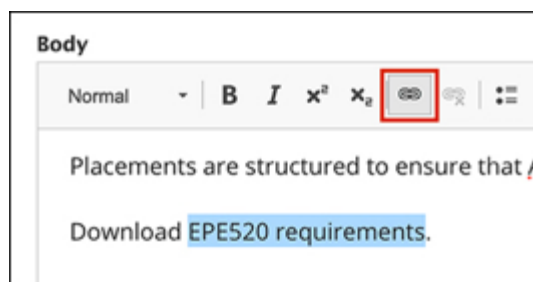 Body
Normal B I x² x₂
Placements are structured to ensure that
Download EPE520 requirements.